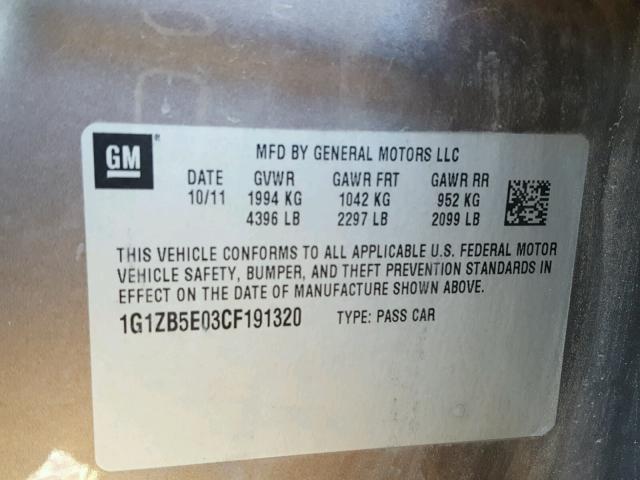 GM
MFD BY GENERAL MOTORS LLC
DATE GVWR GAWR FRT GAWR RR
10/11 1994 KG 1042 KG 952 KG
4396 LB 2297 LB 2099 LB
THIS VEHICLE CONFORMS TO ALL APPLICABLE U.S. FEDERAL MOTOR
VEHICLE SAFETY, BUMPER, AND THEFT PREVENTION STANDARDS IN
EFFECT ON THE DATE OF MANUFACTURE SHOWN ABOVE.
1G1ZB5E03CF191320 TYPE: PASS CAR